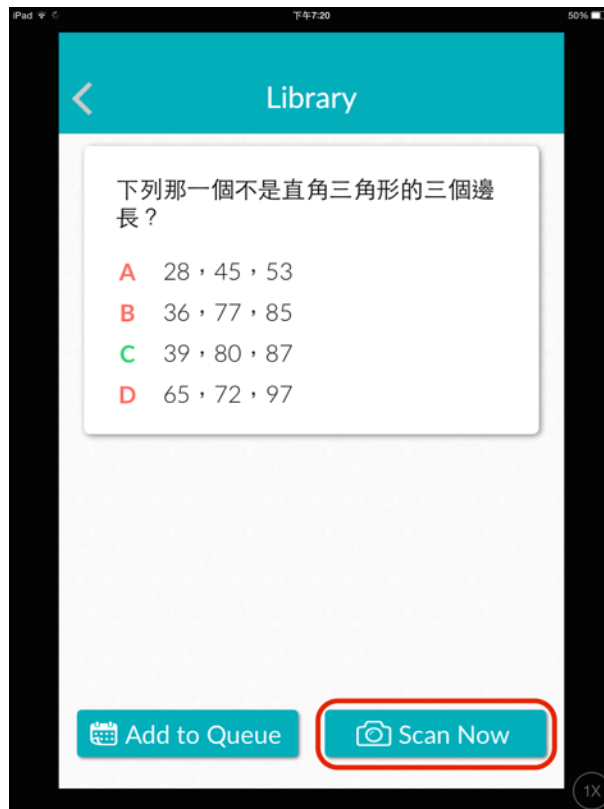 iPad 下午7:20 50%
Library
下列那一個不是直角三角形的三個邊
長？
A 28，45，53
B 36，77，85
C 39，80，87
D 65，72，97
Add to Queue Scan Now
1X